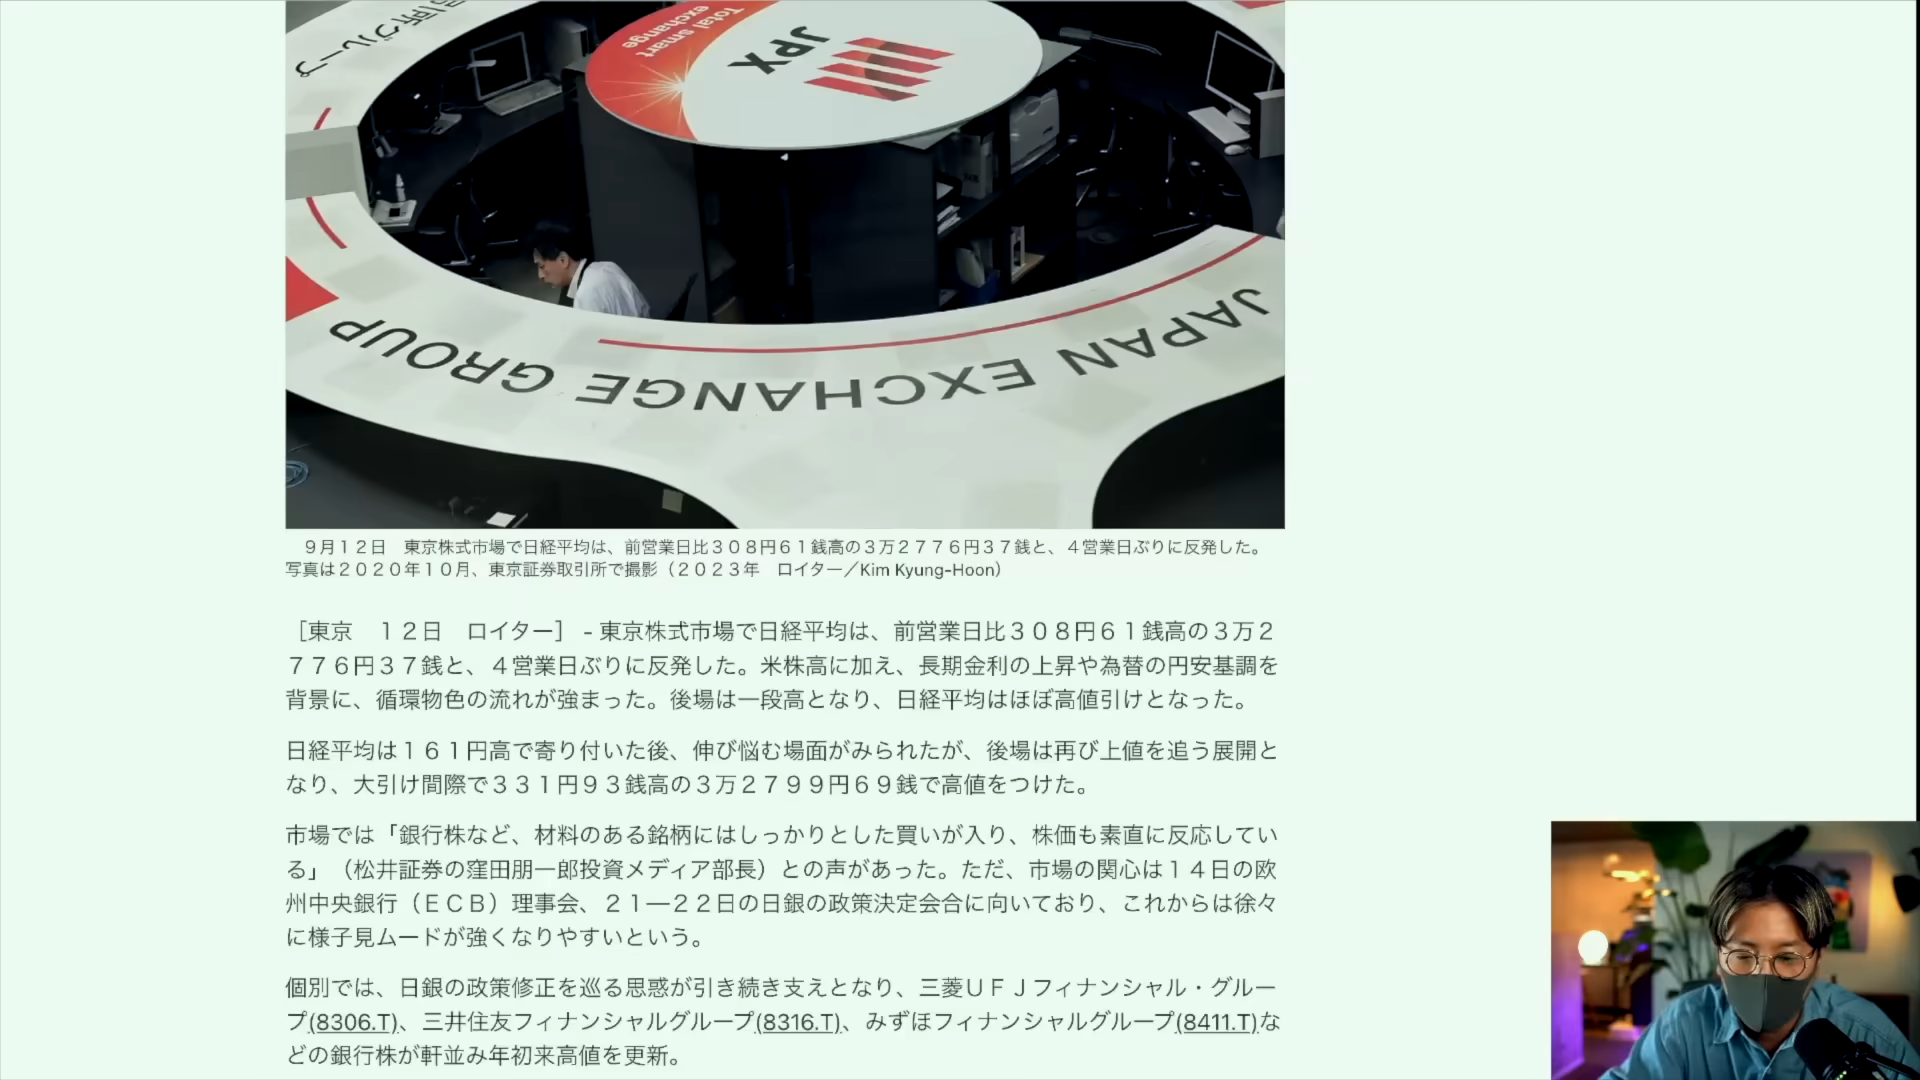 引所グループ
Total smart
exchange
JPX
JAPAN EXCHANGE GROUP
９月１２日　東京株式市場で日経平均は、前営業日比３０８円６１銭高の３万２７７６円３７銭と、４営業日ぶりに反発した。
写真は２０２０年１０月、東京証券取引所で撮影（２０２３年　ロイター／Kim Kyung-Hoon）
［東京　１２日　ロイター］ - 東京株式市場で日経平均は、前営業日比３０８円６１銭高の３万２
７７６円３７銭と、４営業日ぶりに反発した。米株高に加え、長期金利の上昇や為替の円安基調を
背景に、循環物色の流れが強まった。後場は一段高となり、日経平均はほぼ高値引けとなった。
日経平均は１６１円高で寄り付いた後、伸び悩む場面がみられたが、後場は再び上値を追う展開と
なり、大引け間際で３３１円９３銭高の３万２７９９円６９銭で高値をつけた。
市場では「銀行株など、材料のある銘柄にはしっかりとした買いが入り、株価も素直に反応してい
る」（松井証券の窪田朋一郎投資メディア部長）との声があった。ただ、市場の関心は１４日の欧
州中央銀行（ＥＣＢ）理事会、２１―２２日の日銀の政策決定会合に向いており、これからは徐々
に様子見ムードが強くなりやすいという。
個別では、日銀の政策修正を巡る思惑が引き続き支えとなり、三菱ＵＦＪフィナンシャル・グルー
プ(8306.T)、三井住友フィナンシャルグループ(8316.T)、みずほフィナンシャルグループ(8411.T)な
どの銀行株が軒並み年初来高値を更新。